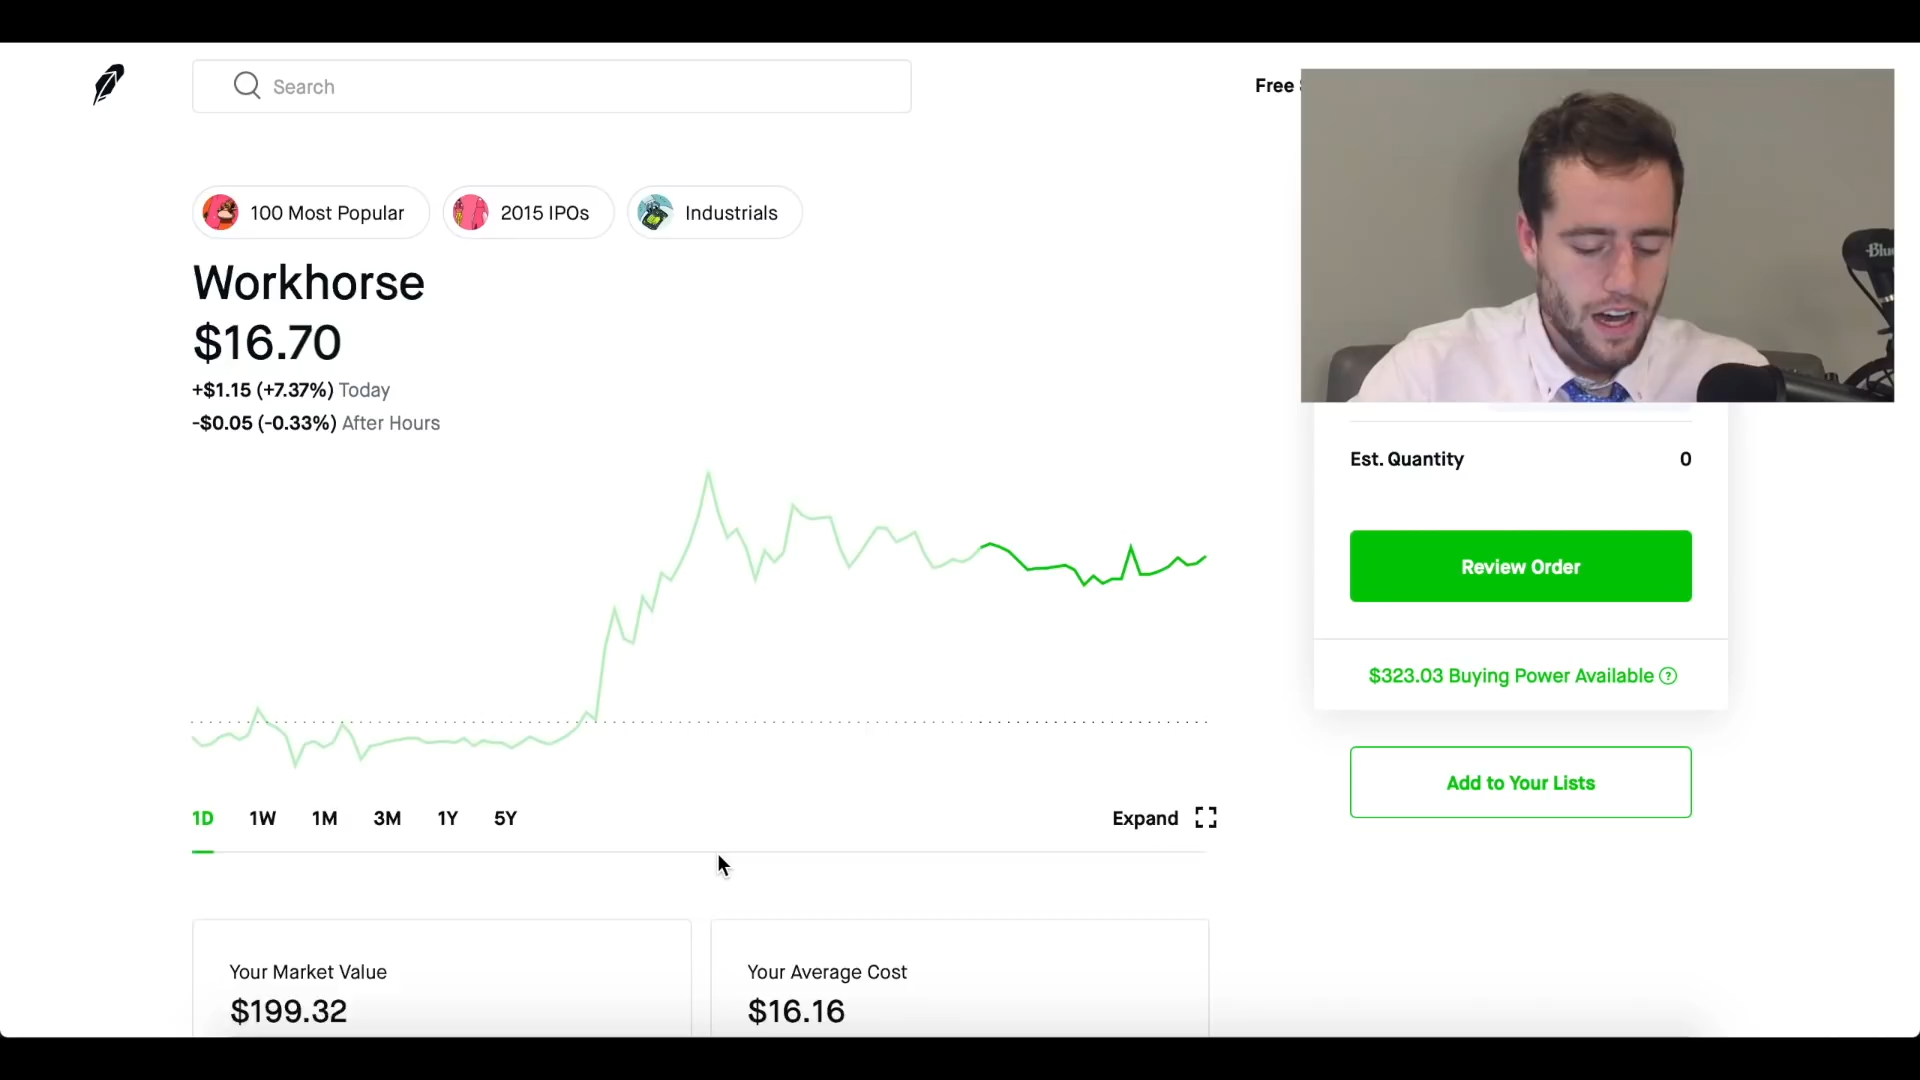 Search
Free
100 Most Popular
2015 IPOs
Industrials
Workhorse
$16.70
+$1.15 (+7.37%) Today
-$0.05 (-0.33%) After Hours
Est. Quantity
0
Review Order
$323.03 Buying Power Available
Add to Your Lists
1D
1W
1M
3M
1Y
5Y
Expand
Your Market Value
$199.32
Your Average Cost
$16.16